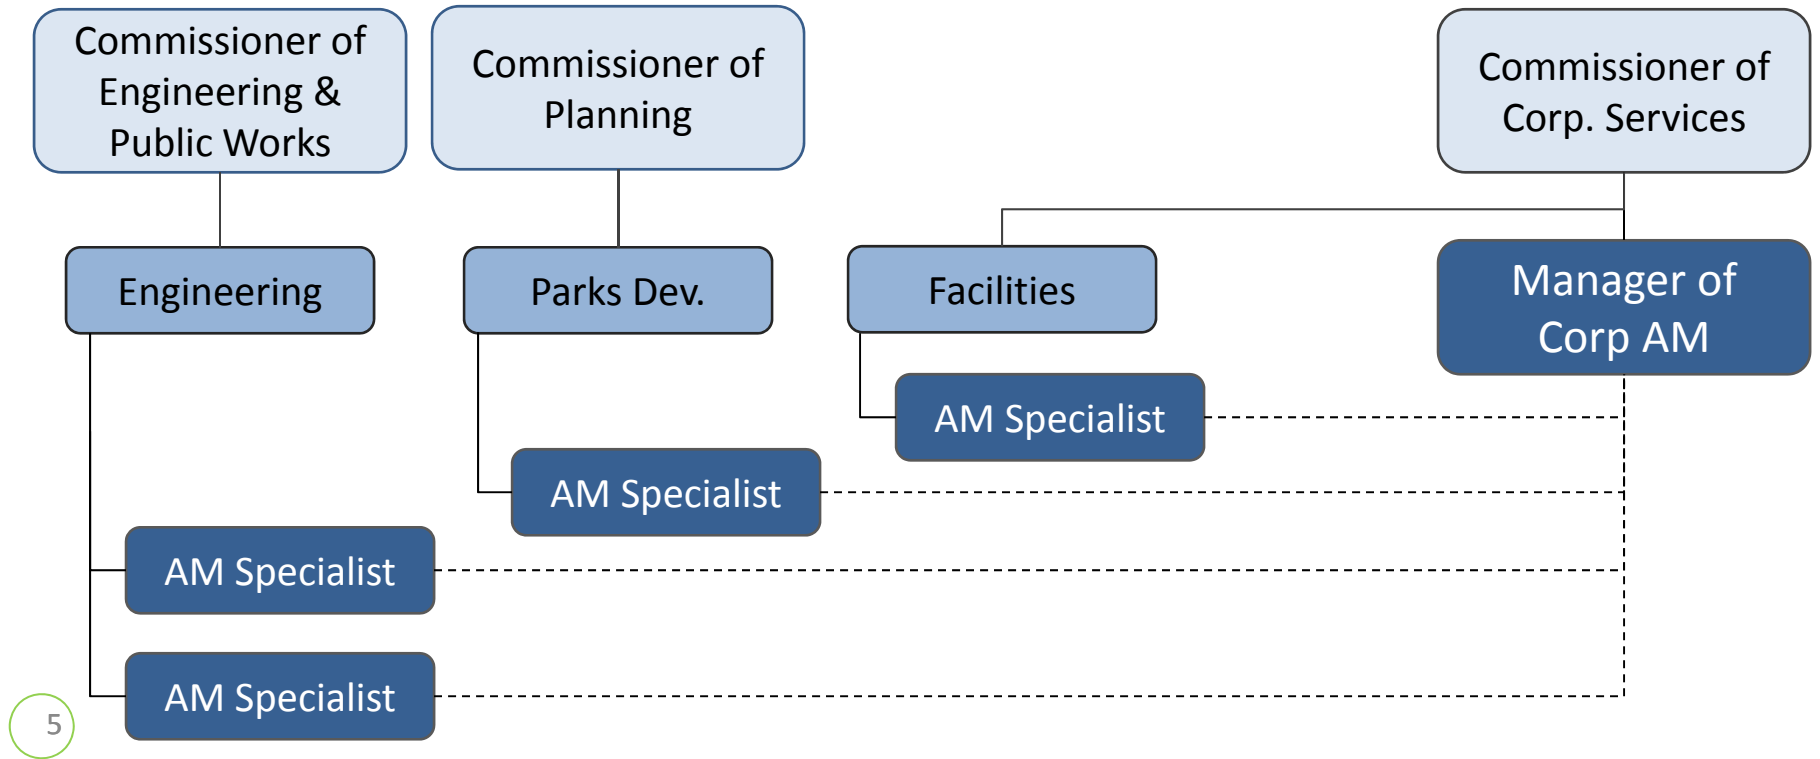 Commissioner of
Engineering &
Public Works
Commissioner of
Planning
Commissioner of
Corp. Services
Engineering
Parks Dev.
Facilities
Manager of
Corp AM
AM Specialist
AM Specialist
AM Specialist
AM Specialist
5